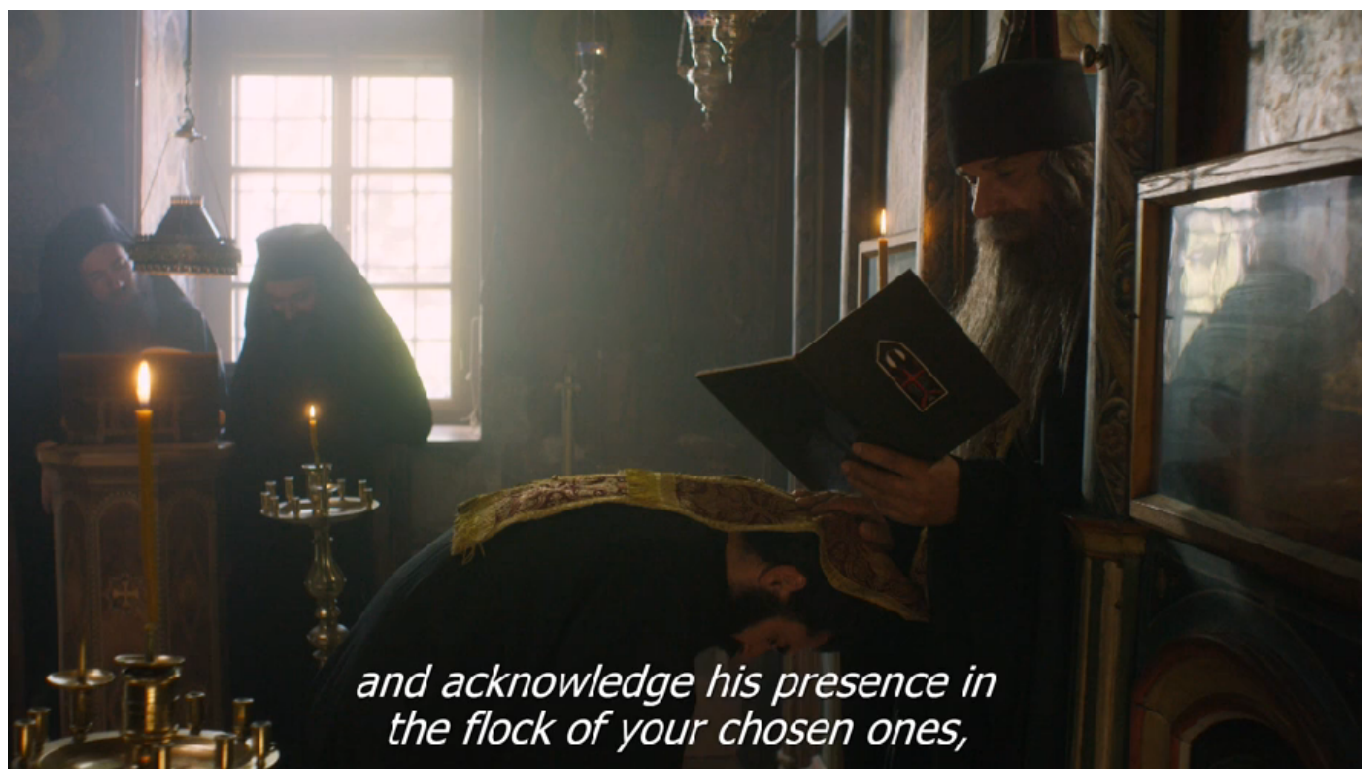 and acknowledge his presence in
the flock of your chosen ones,